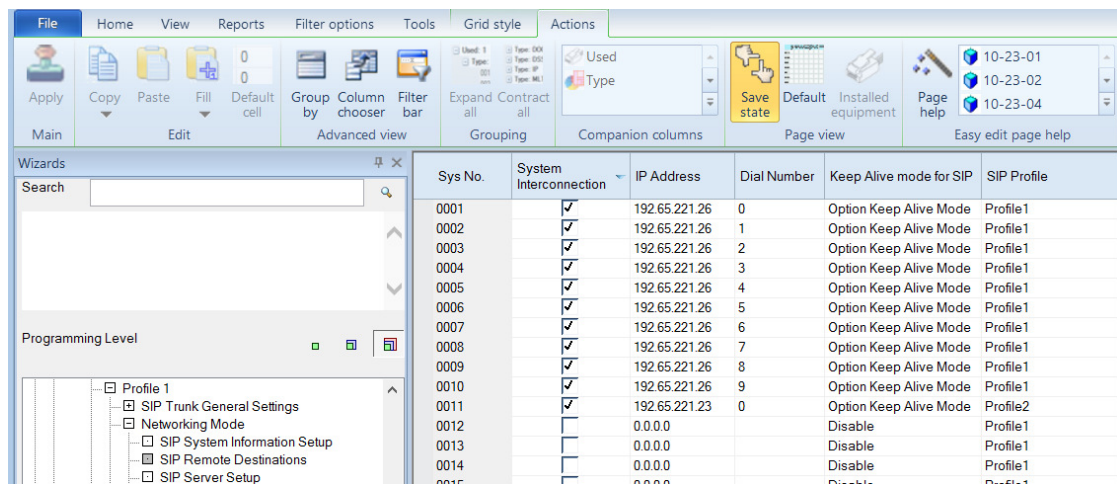 File Home View Reports Filter options Tools Grid style Actions
Apply Copy Paste Fill 0 0 Default cell
Group by Column chooser Filter bar
Expand all Contract all
Used
Type
Save state Default Installed equipment
Page help 10-23-01
10-23-02
10-23-04
Main Edit Advanced view Grouping Companion columns Page view Easy edit page help
Wizards
Search
Programming Level
Profile 1
SIP Trunk General Settings
Networking Mode
SIP System Information Setup
SIP Remote Destinations
SIP Server Setup
Sys No. System Interconnection IP Address Dial Number Keep Alive mode for SIP SIP Profile
0001 192.65.221.26 0 Option Keep Alive Mode Profile1
0002 192.65.221.26 1 Option Keep Alive Mode Profile1
0003 192.65.221.26 2 Option Keep Alive Mode Profile1
0004 192.65.221.26 3 Option Keep Alive Mode Profile1
0005 192.65.221.26 4 Option Keep Alive Mode Profile1
0006 192.65.221.26 5 Option Keep Alive Mode Profile1
0007 192.65.221.26 6 Option Keep Alive Mode Profile1
0008 192.65.221.26 7 Option Keep Alive Mode Profile1
0009 192.65.221.26 8 Option Keep Alive Mode Profile1
0010 192.65.221.26 9 Option Keep Alive Mode Profile1
0011 192.65.221.23 0 Option Keep Alive Mode Profile2
0012 0.0.0.0 Disable Profile1
0013 0.0.0.0 Disable Profile1
0014 0.0.0.0 Disable Profile1